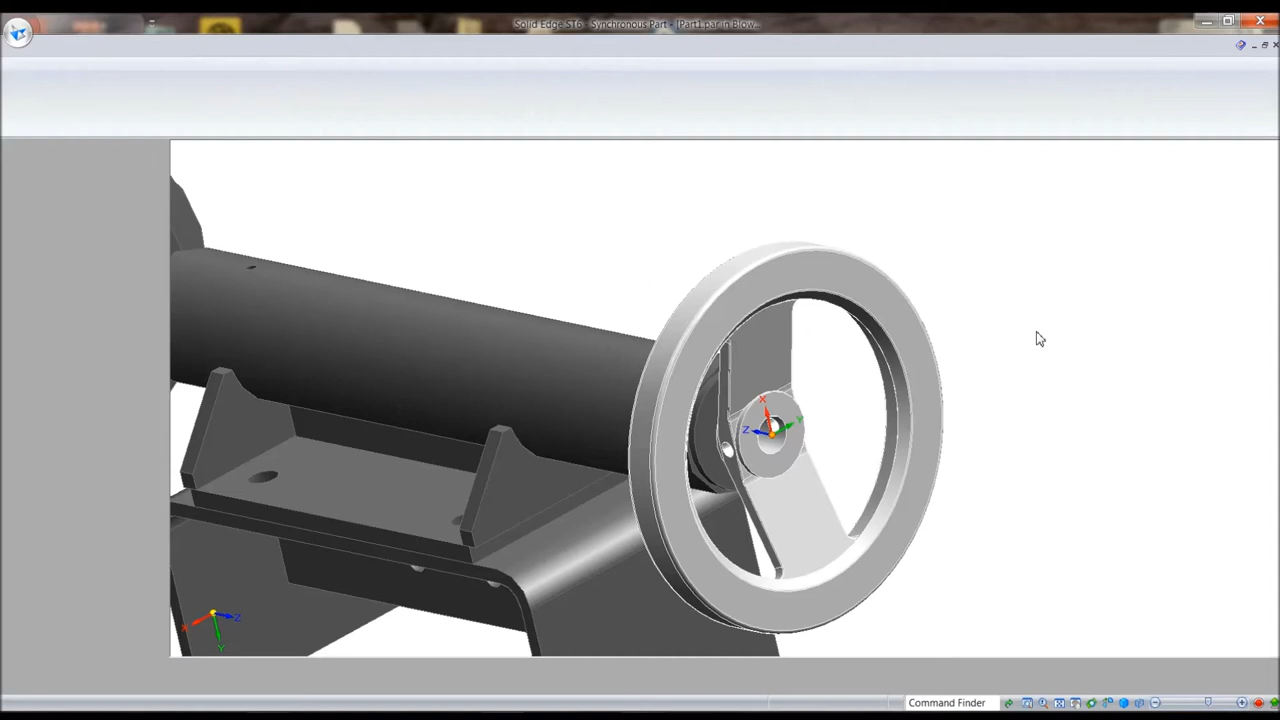 Solid Edge ST6 - Synchronous Part - [Part1.par in Blow...
X
Y
Z
X
Z
Y
Command Finder